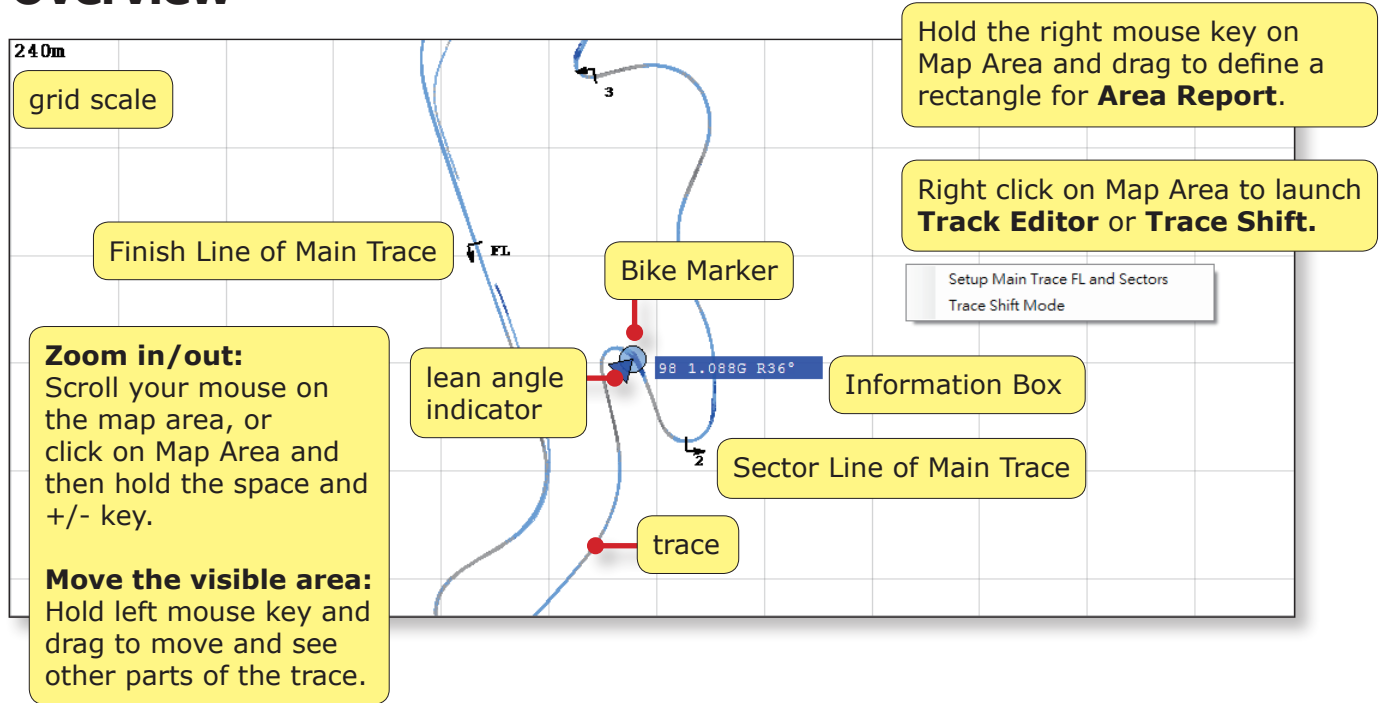 Overview
240m
grid scale
Hold the right mouse key on
Map Area and drag to define a
rectangle for Area Report.
3
Right click on Map Area to launch
Track Editor or Trace Shift.
Finish Line of Main Trace
FL
Bike Marker
Setup Main Trace FL and Sectors
Trace Shift Mode
Zoom in/out:
Scroll your mouse on
the map area, or
click on Map Area and
then hold the space and
+/- key.
lean angle
indicator
98 1.088G R36°
Information Box
2
Sector Line of Main Trace
trace
Move the visible area:
Hold left mouse key and
drag to move and see
other parts of the trace.